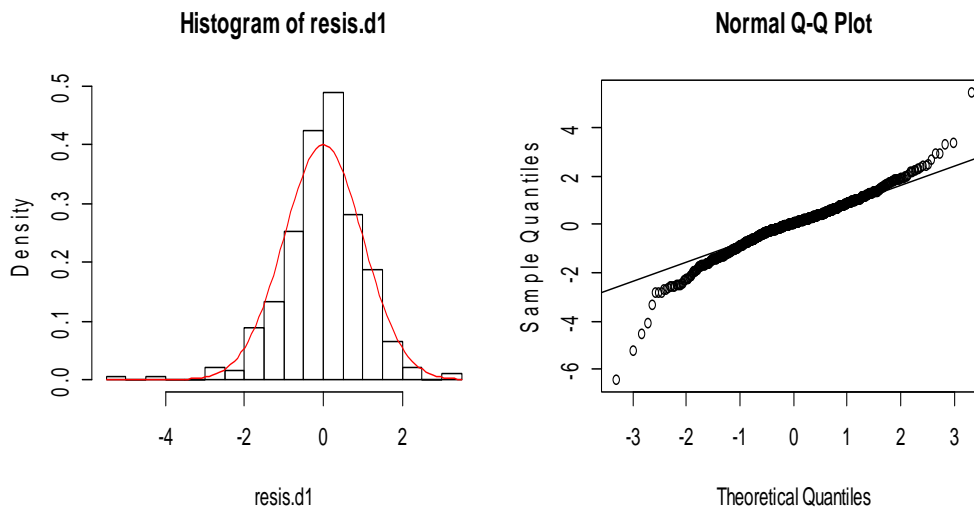 Histogram of resis.d1
Density
0.0 0.1 0.2 0.3 0.4 0.5
-4 -2 0 2
resis.d1
Normal Q-Q Plot
Sample Quantiles
-6 -4 -2 0 2 4
-3 -2 -1 0 1 2 3
Theoretical Quantiles